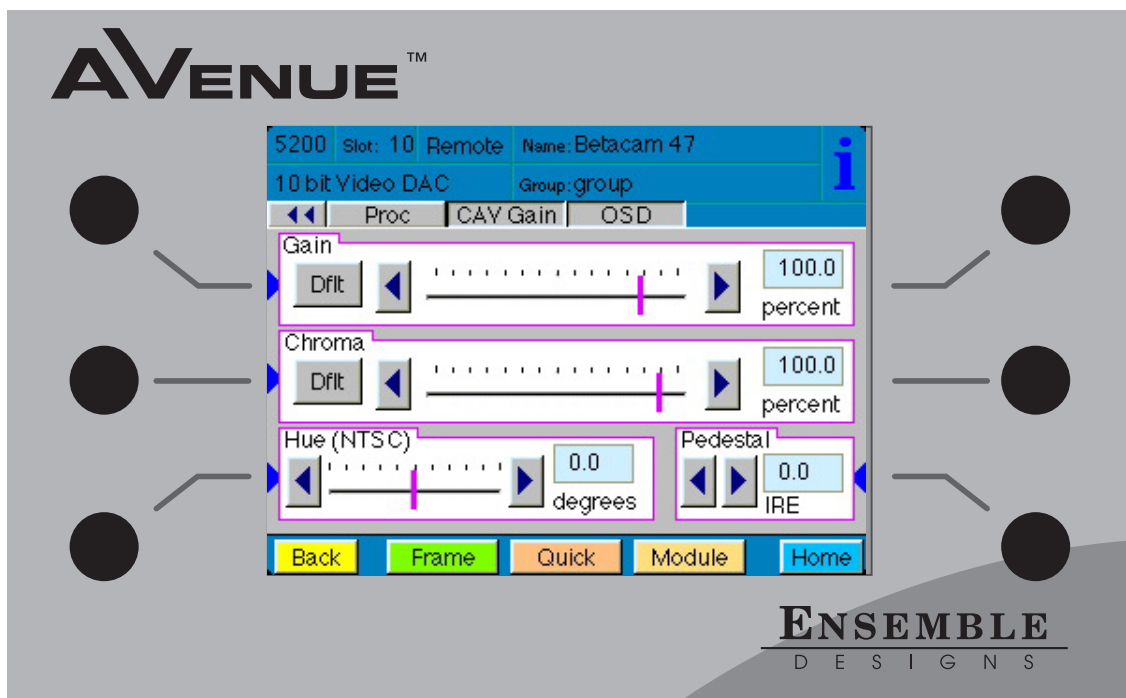 AVENUE™
5200 Slot: 10 Remote Name: Betacam 47
10 bit Video DAC Group: group
i
Proc CAV Gain OSD
Gain
Dflt 100.0
percent
Chroma
Dflt 100.0
percent
Hue (NTSC) Pedestal
0.0 0.0
degrees IRE
Back Frame Quick Module Home
ENSEMBLE
DESIGNS